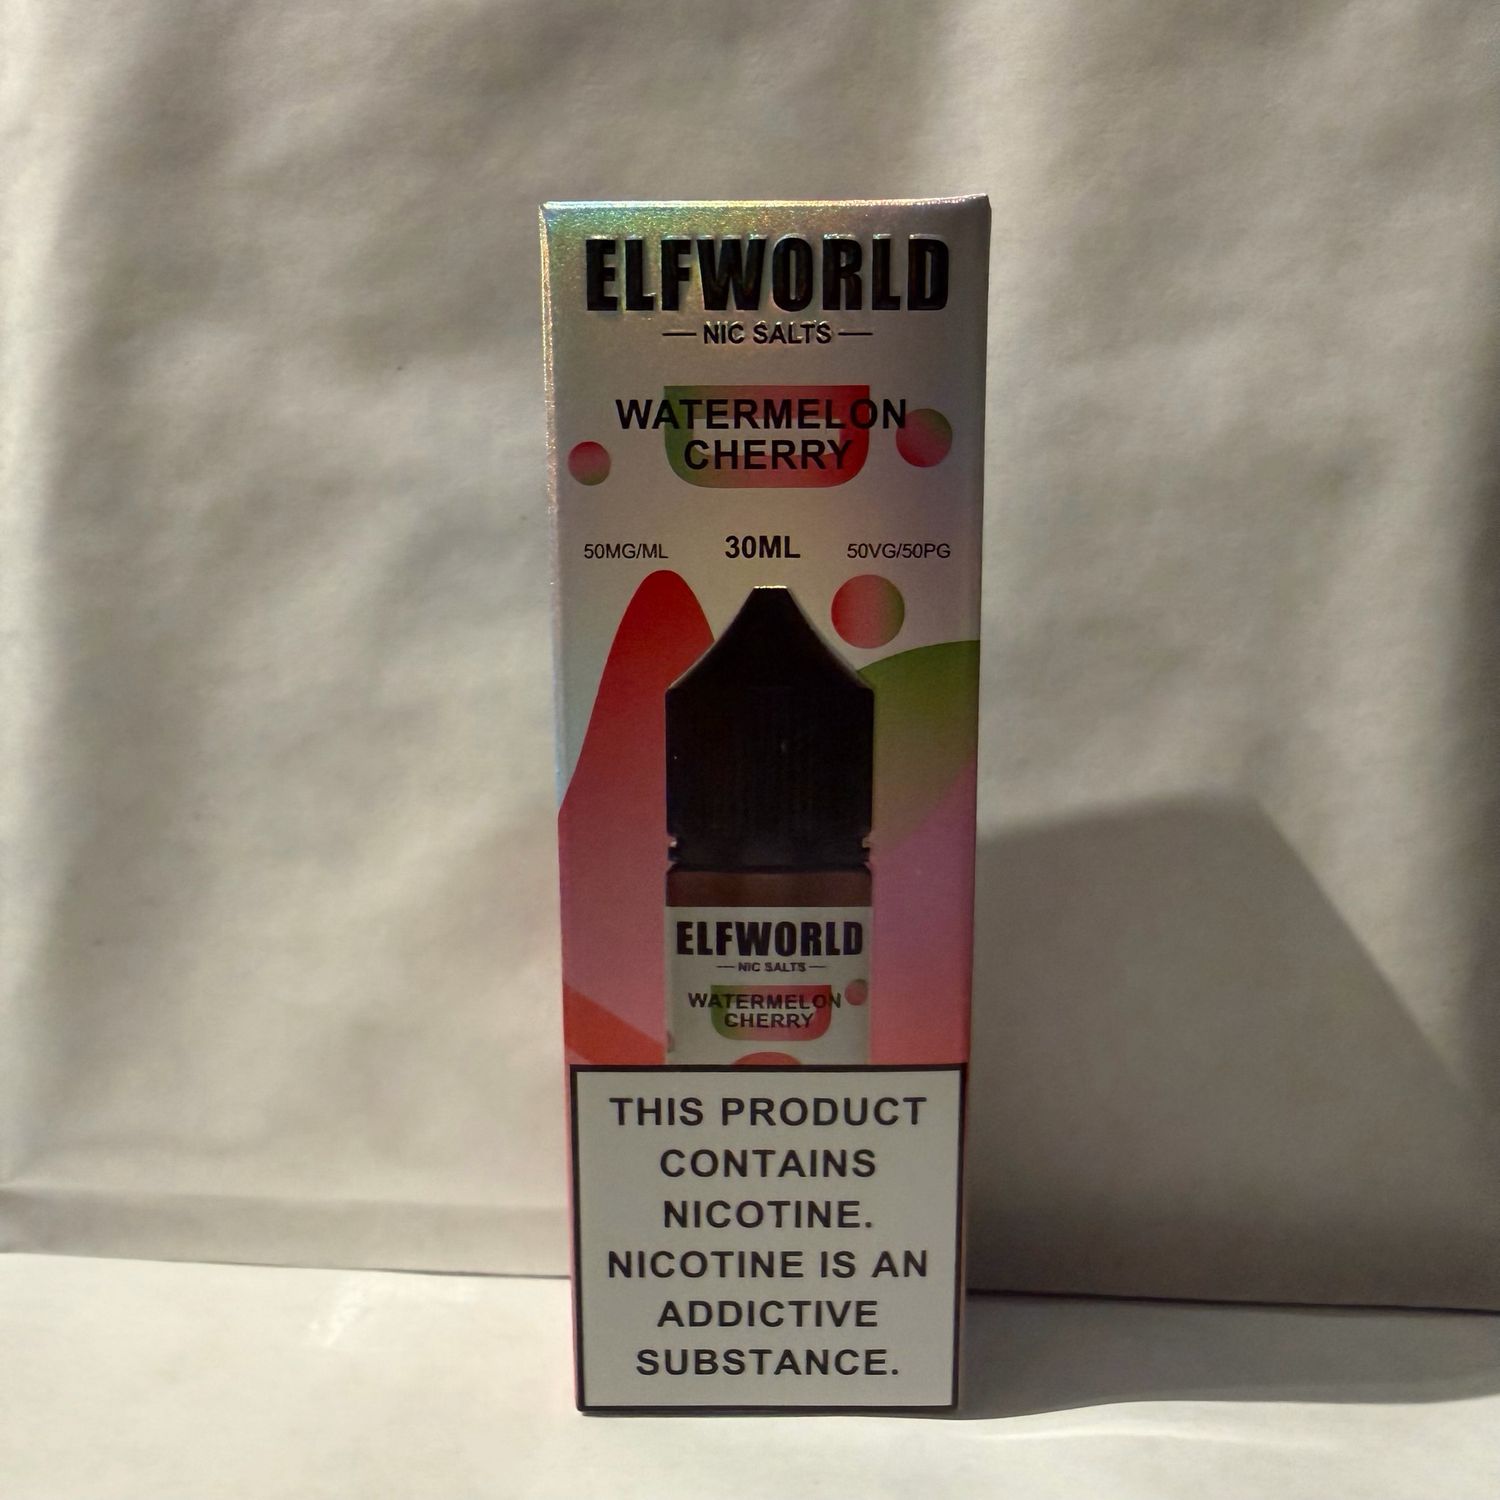 ELFWORLD
NIC SALTS
WATERMELON
CHERRY
50MG/ML 30ML 50VG/50PG
ELFWORLD
NIC SALTS
WATERMELON
CHERRY
THIS PRODUCT
CONTAINS
NICOTINE.
NICOTINE IS AN
ADDICTIVE
SUBSTANCE.